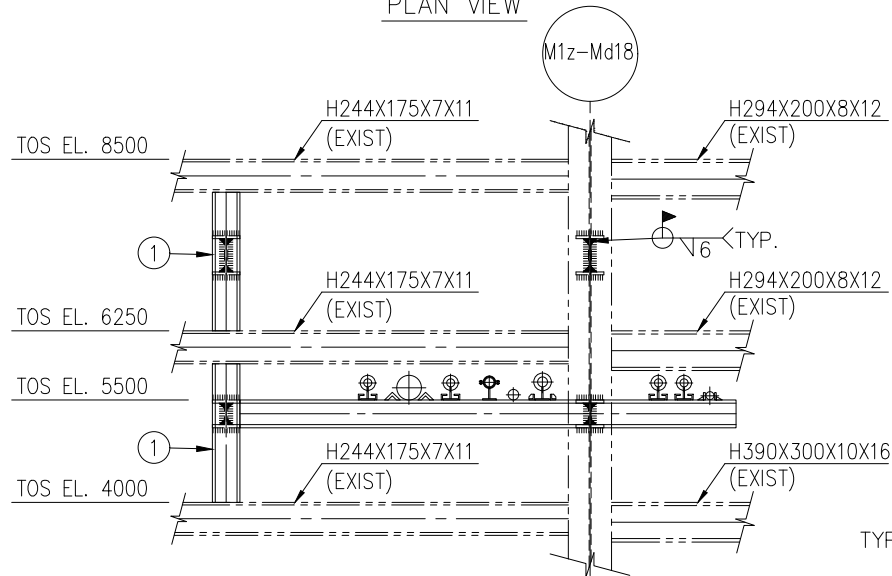 PLAN VIEW
M1z-Md18
H244X175X7X11
(EXIST)
H294X200X8X12
(EXIST)
TOS EL. 8500
1
6
TYP.
H244X175X7X11
(EXIST)
H294X200X8X12
(EXIST)
TOS EL. 6250
TOS EL. 5500
1
H244X175X7X11
(EXIST)
H390X300X10X16
(EXIST)
TOS EL. 4000